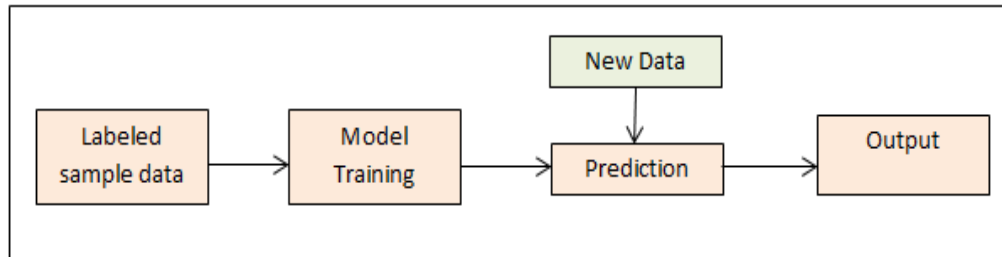 New Data
Labeled
sample data
Model
Training
Prediction
Output